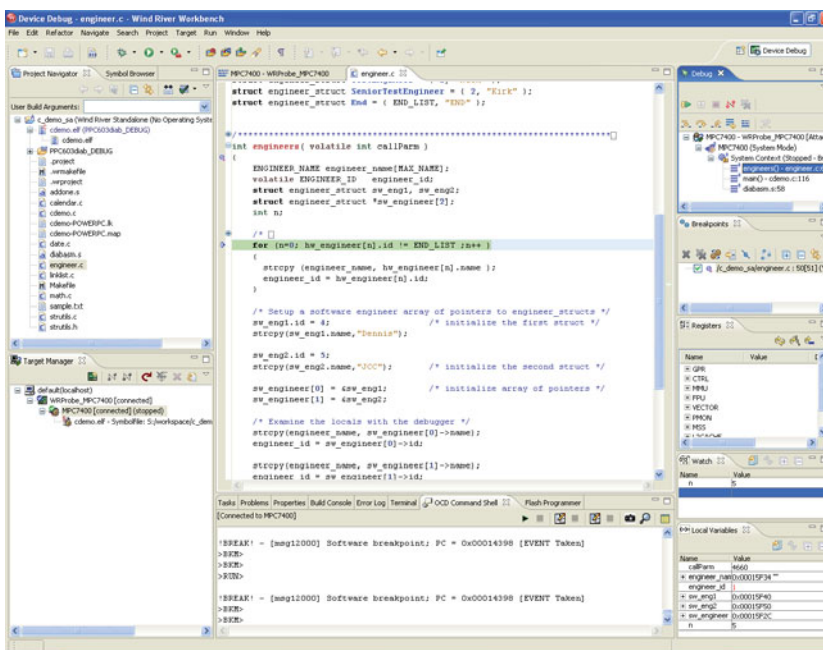 Device Debug - engineer.c - Wind River Workbench
File Edit Refactor Navigate Search Project Target Run Window Help
Device Debug
Project Navigator Symbol Browser
User Build Arguments:
c_demo_sa (Wind River Standalone (No Operating Syste
cdemo.elf (PPC603diab_DEBUG)
cdemo.elf
PPC603diab_DEBUG
.project
.wrmakefile
.wrproject
addone.s
calendar.c
cdemo.c
cdemo-POWERPC.lk
cdemo-POWERPC.map
date.c
diabasm.s
engineer.c
linklist.c
Makefile
math.c
sample.txt
strutils.c
strutils.h
Target Manager
default(localhost)
WRProbe_MPC7400 [connected]
MPC7400 [connected] (stopped)
cdemo.elf - Symbolfile: S:/workspace/c_dem
MPC7400 - WRProbe_MPC7400 engineer.c
struct engineer_struct SeniorTestEngineer = { 2, "Kirk" };
struct engineer_struct End = { END_LIST, "END" };
int engineers( volatile int callParm )
{
ENGINEER_NAME engineer_name[MAX_NAME];
volatile ENGINEER_ID engineer_id;
struct engineer_struct sw_eng1, sw_eng2;
struct engineer_struct *sw_engineer[2];
int n;
/*
for (n=0; hw_engineer[n].id != END_LIST ;n++ )
{
strcpy (engineer_name, hw_engineer[n].name );
engineer_id = hw_engineer[n].id;
}
/* Setup a software engineer array of pointers to engineer_structs */
sw_eng1.id = 4; /* initialize the first struct */
strcpy(sw_eng1.name,"Dennis");
sw_eng2.id = 5;
strcpy(sw_eng2.name,"JCC"); /* initialize the second struct */
sw_engineer[0] = &sw_eng1; /* initialize array of pointers */
sw_engineer[1] = &sw_eng2;
/* Examine the locals with the debugger */
strcpy(engineer_name, sw_engineer[0]->name);
engineer_id = sw_engineer[0]->id;
strcpy(engineer_name, sw_engineer[1]->name);
engineer id = sw engineer[1]->id;
Tasks Problems Properties Build Console Error Log Terminal OCD Command Shell Flash Programmer
[Connected to MPC7400]
!BREAK! - [msg12000] Software breakpoint; PC = 0x00014398 [EVENT Taken]
>BKM>
>BKM>
>RUN>
!BREAK! - [msg12000] Software breakpoint; PC = 0x00014398 [EVENT Taken]
>BKM>
>BKM>
Debug
MPC7400 - WRProbe_MPC7400 [Atta
MPC7400 (System Mode)
System Context (Stopped - B
engineers() - engineer.c
main() - cdemo.c:116
diabasm.s:58
Breakpoints
/c_demo_sa/engineer.c : 50[51]
Registers
Name Value
GPR
CTRL
MMU
FPU
VECTOR
PMON
MSS
L2CACHE
Watch
Name Value
n 5
Local Variables
Name Value
callParm 4660
engineer_nam 0x00015F34 ""
engineer_id 1
sw_eng1 0x00015F40
sw_eng2 0x00015F50
sw_engineer 0x00015F2C
n 5